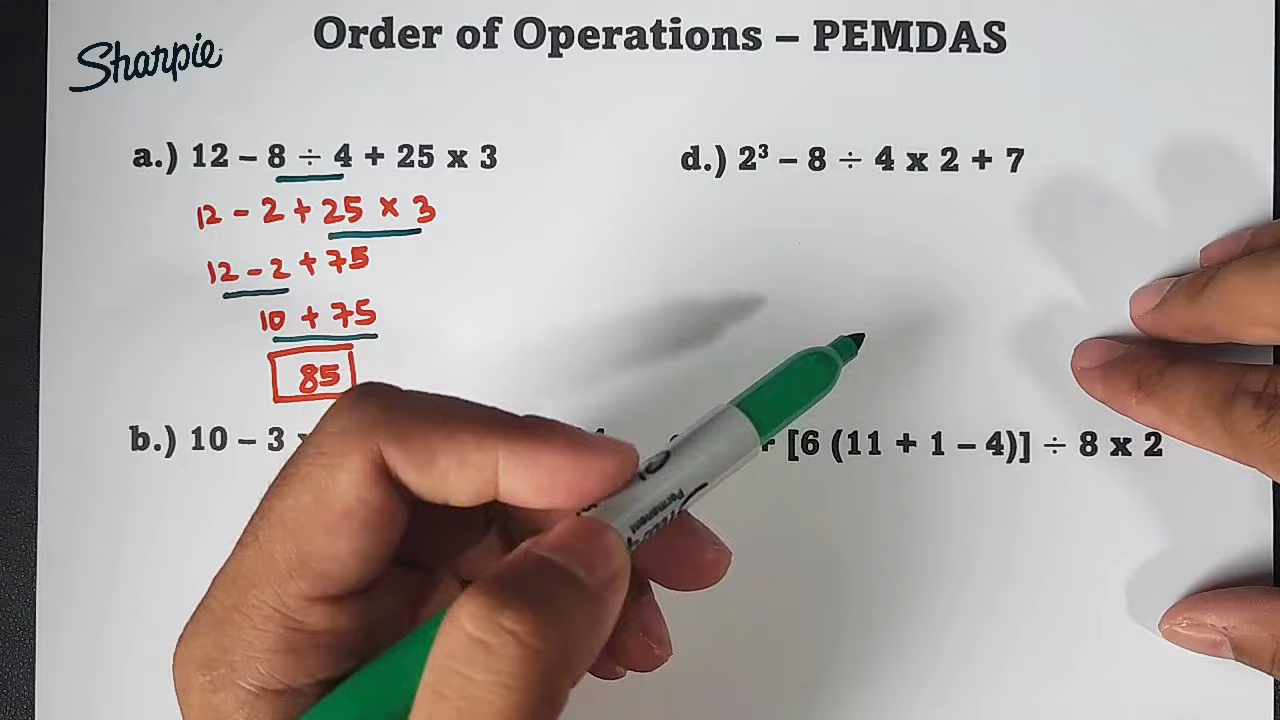 Sharpie
Order of Operations – PEMDAS
a.) 12 – 8 ÷ 4 + 25 x 3
12 - 2 + 25 × 3
12 - 2 + 75
10 + 75
85
d.) 2³ – 8 ÷ 4 x 2 + 7
b.) 10 – 3
[6 (11 + 1 – 4)] ÷ 8 x 2
Permanent